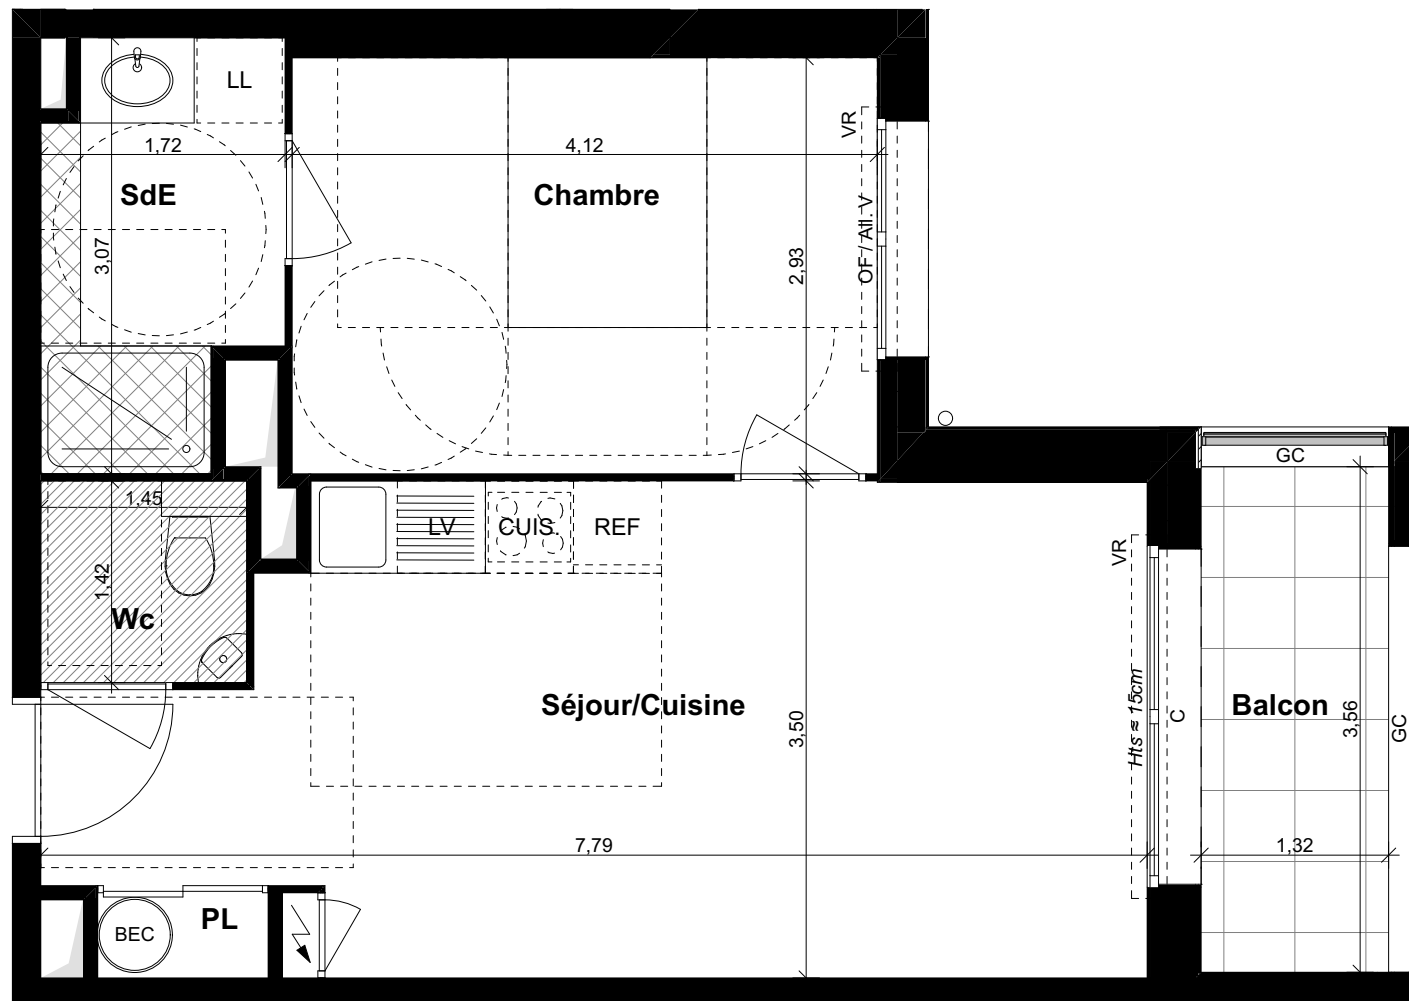 LL
VR
1,72
4,12
SdE
Chambre
3,07
2,93
OF / All. V
GC
1,45
LV
CUIS.
REF
VR
1,42
Wc
Séjour/Cuisine
3,50
Hts ≈ 15cm
C
Balcon
3,56
GC
7,79
1,32
PL
BEC